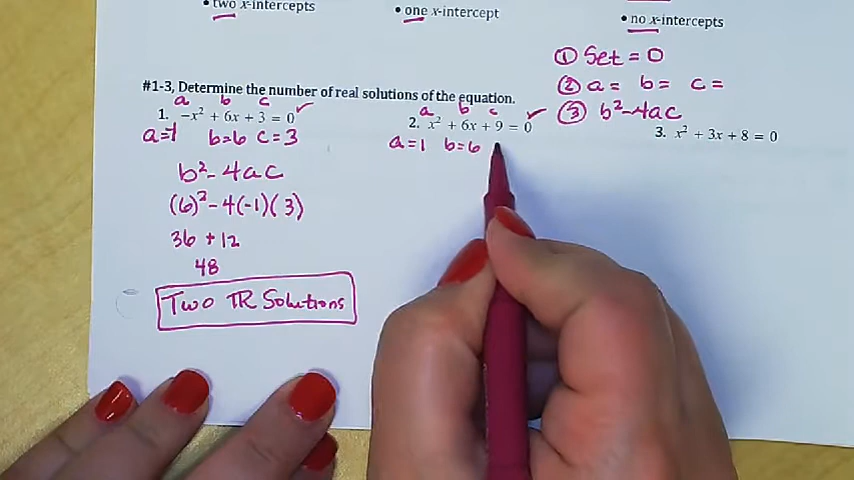 • two x-intercepts
• one x-intercept
• no x-intercepts
① Set = 0
② a = b = c =
③ b² - 4ac
#1-3, Determine the number of real solutions of the equation.
a b c
1. −x² + 6x + 3 = 0 ✓
a=-1 b=6 c=3
b² - 4ac
(6)² - 4(-1)(3)
36 + 12
48
Two IR Solutions
a b c
2. x² + 6x + 9 = 0 ✓
a=1 b=6
3. x² + 3x + 8 = 0